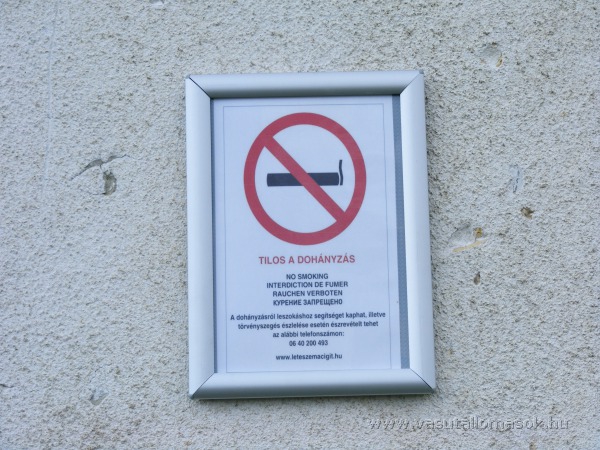 TILOS A DOHÁNYZÁS
NO SMOKING
INTERDICTION DE FUMER
RAUCHEN VERBOTEN
КУРЕНИЕ ЗАПРЕЩЕНО
A dohányzásról leszokáshoz segítséget kaphat, illetve
törvényszegés észlelése esetén észrevételt tehet
az alábbi telefonszámon:
06 40 200 493
www.leteszemacigit.hu
www.vasutallomasok.hu